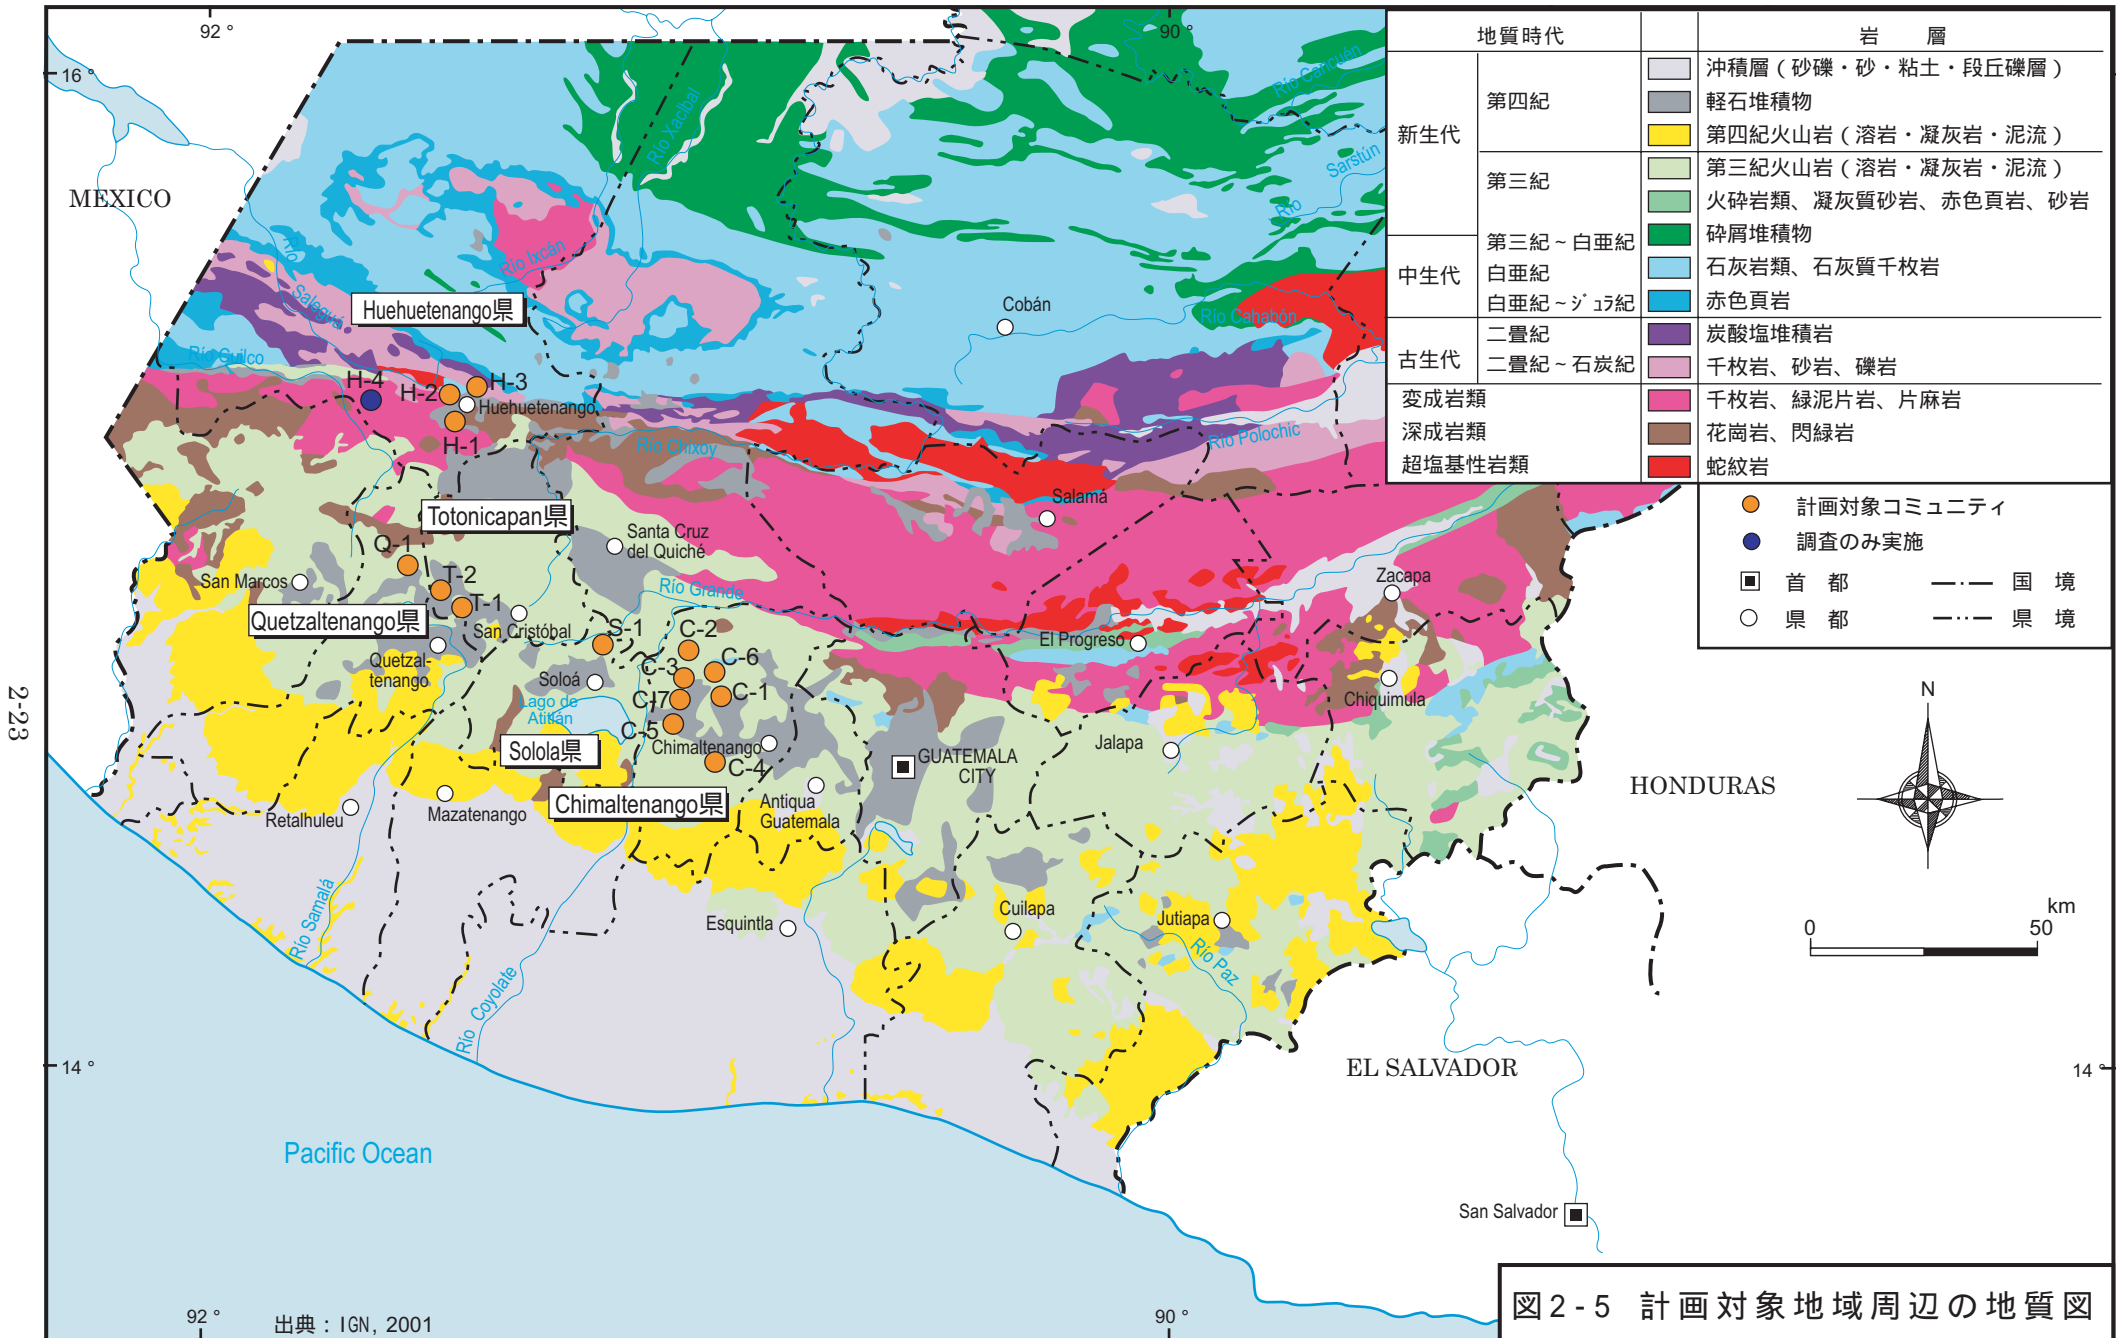 92 °
90 °
16 °
MEXICO
Río Xaclbal
Río Cancuén
Sarstún
Río
Río Ixcán
Río
Saleguá
Huehuetenango県
Río Cuilco
Cobán
Río Cahabón
H-4
H-2
H-3
Huehuetenango
H-1
Río Chixoy
Río Polochic
Totonicapan県
Salamá
Santa Cruz
del Quiché
Q-1
San Marcos
T-2
T-1
Río Grande
Zacapa
Quetzaltenango県
San Cristóbal
S-1
C-2
El Progreso
Quetzal-
tenango
C-3
C-6
Soloá
C-I7
C-1
Chiquimula
Lago de
Atitlán
C-5
Solola県
Chimaltenango
C-4
GUATEMALA
CITY
Jalapa
HONDURAS
Chimaltenango県
Retalhuleu
Mazatenango
Antiqua
Guatemala
Río Samalá
Río Coyolate
Esquintla
Cuilapa
Jutiapa
Río Paz
EL SALVADOR
14 °
14 °
Pacific Ocean
San Salvador
92 °
90 °
出典 : IGN, 2001
2-23
地質時代 岩 層
新生代 第四紀 沖積層 ( 砂礫・砂・粘土・段丘礫層 )
軽石堆積物
第四紀火山岩 ( 溶岩・凝灰岩・泥流 )
第三紀 第三紀火山岩 ( 溶岩・凝灰岩・泥流 )
火砕岩類、凝灰質砂岩、赤色頁岩、砂岩
第三紀 ~ 白亜紀 砕屑堆積物
中生代 白亜紀 石灰岩類、石灰質千枚岩
白亜紀 ~ ジュラ紀 赤色頁岩
古生代 二畳紀 炭酸塩堆積岩
二畳紀 ~ 石炭紀 千枚岩、砂岩、礫岩
変成岩類 千枚岩、緑泥片岩、片麻岩
深成岩類 花崗岩、閃緑岩
超塩基性岩類 蛇紋岩
計画対象コミュニティ
調査のみ実施
首 都 国 境
県 都 県 境
N
km
0 50
図2-5 計画対象地域周辺の地質図